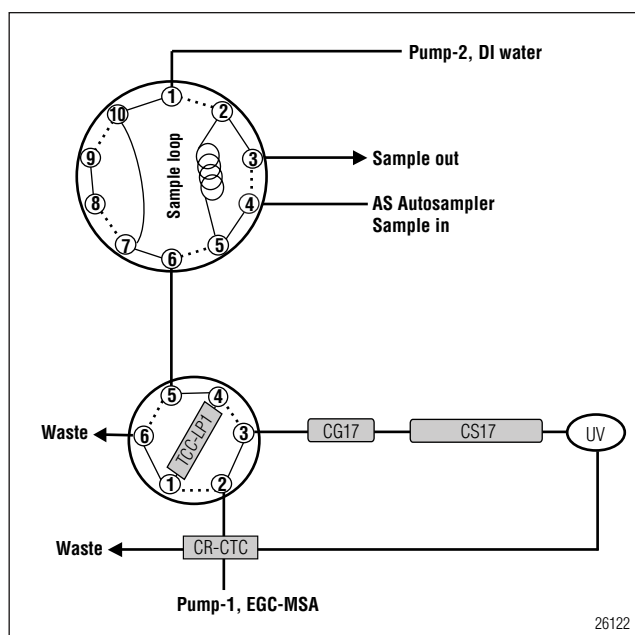 Pump-2, DI water
1
10
2
9
3
Sample loop
Sample out
8
4
AS Autosampler
Sample in
7
5
6
5
4
TCC-LP1
Waste
6
3
CG17
CS17
UV
1
2
Waste
CR-CTC
Pump-1, EGC-MSA
26122